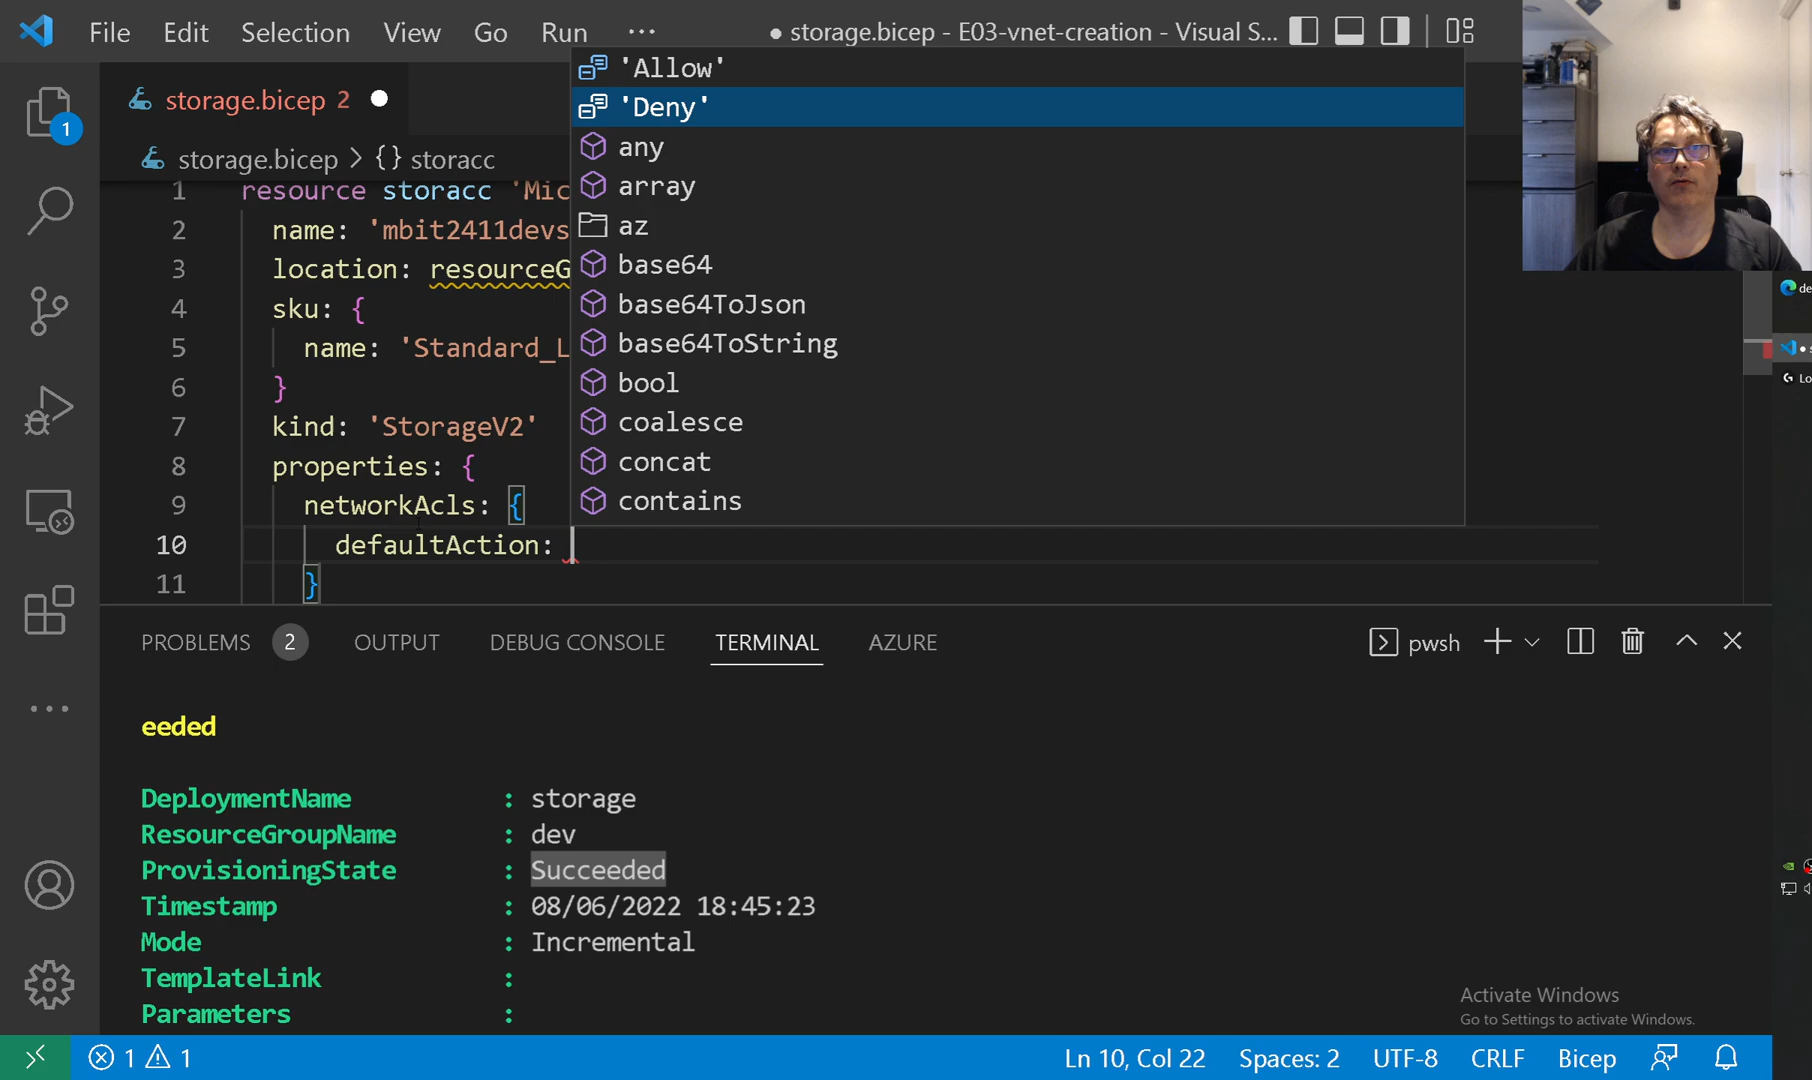 File Edit Selection View Go Run ··· ● storage.bicep - E03-vnet-creation - Visual S...
storage.bicep 2
storage.bicep > {} storacc
1 resource storacc 'Mic
2 name: 'mbit2411devs
3 location: resourceG
4 sku: {
5 name: 'Standard_L
6 }
7 kind: 'StorageV2'
8 properties: {
9 networkAcls: {
10 defaultAction:
11 }
'Allow'
'Deny'
any
array
az
base64
base64ToJson
base64ToString
bool
coalesce
concat
contains
1
de
Lo
PROBLEMS 2 OUTPUT DEBUG CONSOLE TERMINAL AZURE pwsh
eeded
DeploymentName : storage
ResourceGroupName : dev
ProvisioningState : Succeeded
Timestamp : 08/06/2022 18:45:23
Mode : Incremental
TemplateLink :
Parameters :
Activate Windows
Go to Settings to activate Windows.
1 1 Ln 10, Col 22 Spaces: 2 UTF-8 CRLF Bicep